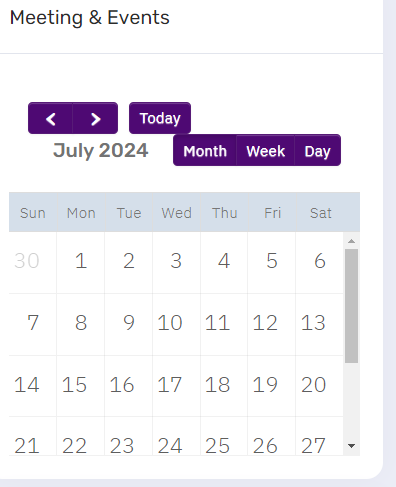 Meeting & Events
Today
July 2024 Month Week Day
Sun Mon Tue Wed Thu Fri Sat
30 1 2 3 4 5 6
7 8 9 10 11 12 13
14 15 16 17 18 19 20
21 22 23 24 25 26 27